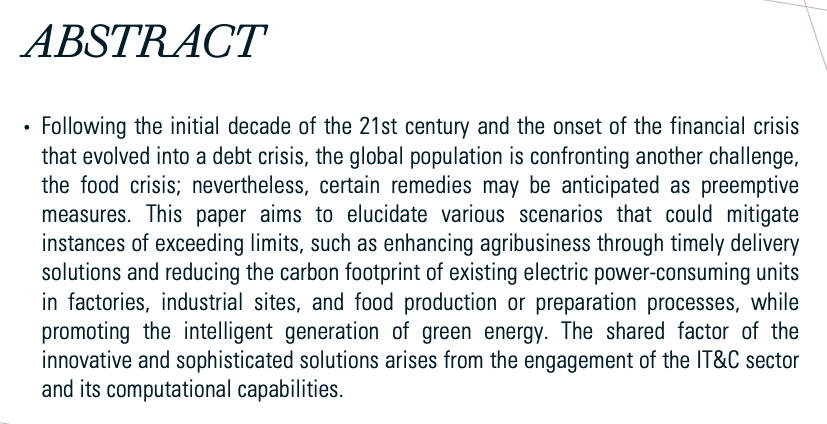 ABSTRACT
• Following the initial decade of the 21st century and the onset of the financial crisis
that evolved into a debt crisis, the global population is confronting another challenge,
the food crisis; nevertheless, certain remedies may be anticipated as preemptive
measures. This paper aims to elucidate various scenarios that could mitigate
instances of exceeding limits, such as enhancing agribusiness through timely delivery
solutions and reducing the carbon footprint of existing electric power-consuming units
in factories, industrial sites, and food production or preparation processes, while
promoting the intelligent generation of green energy. The shared factor of the
innovative and sophisticated solutions arises from the engagement of the IT&C sector
and its computational capabilities.